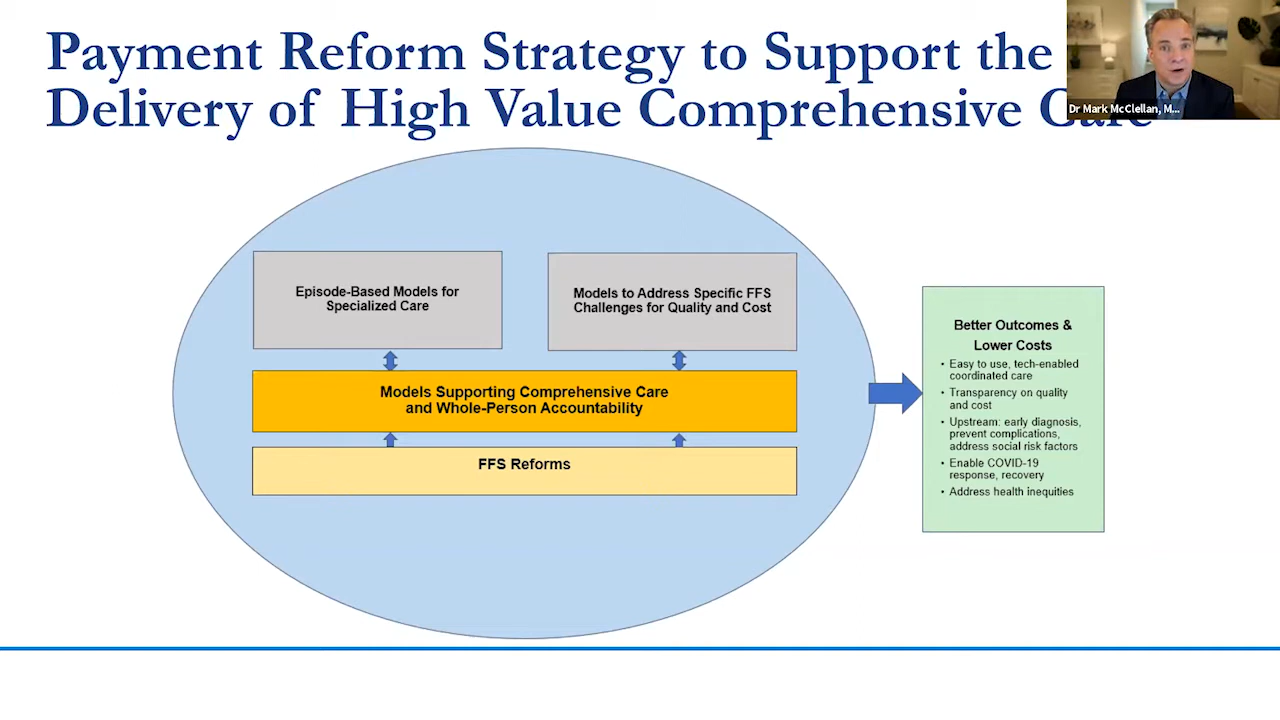 Payment Reform Strategy to Support the
Delivery of High Value Comprehensive Care
Dr Mark McClellan, M...
Episode-Based Models for
Specialized Care
Models to Address Specific FFS
Challenges for Quality and Cost
Models Supporting Comprehensive Care
and Whole-Person Accountability
FFS Reforms
Better Outcomes &
Lower Costs
• Easy to use, tech-enabled
coordinated care
• Transparency on quality
and cost
• Upstream: early diagnosis,
prevent complications,
address social risk factors
• Enable COVID-19
response, recovery
• Address health inequities